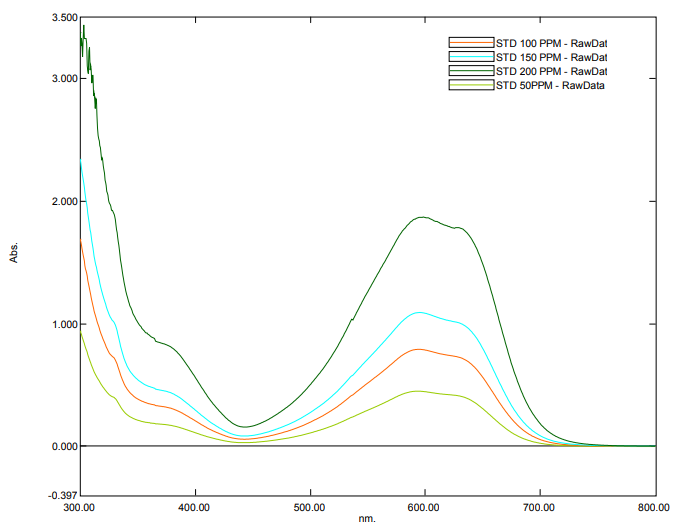 3.500
STD 100 PPM - RawDat
STD 150 PPM - RawDat
STD 200 PPM - RawDat
STD 50PPM - RawData
3.000
2.000
Abs.
1.000
0.000
-0.397
300.00 400.00 500.00 600.00 700.00 800.00
nm.